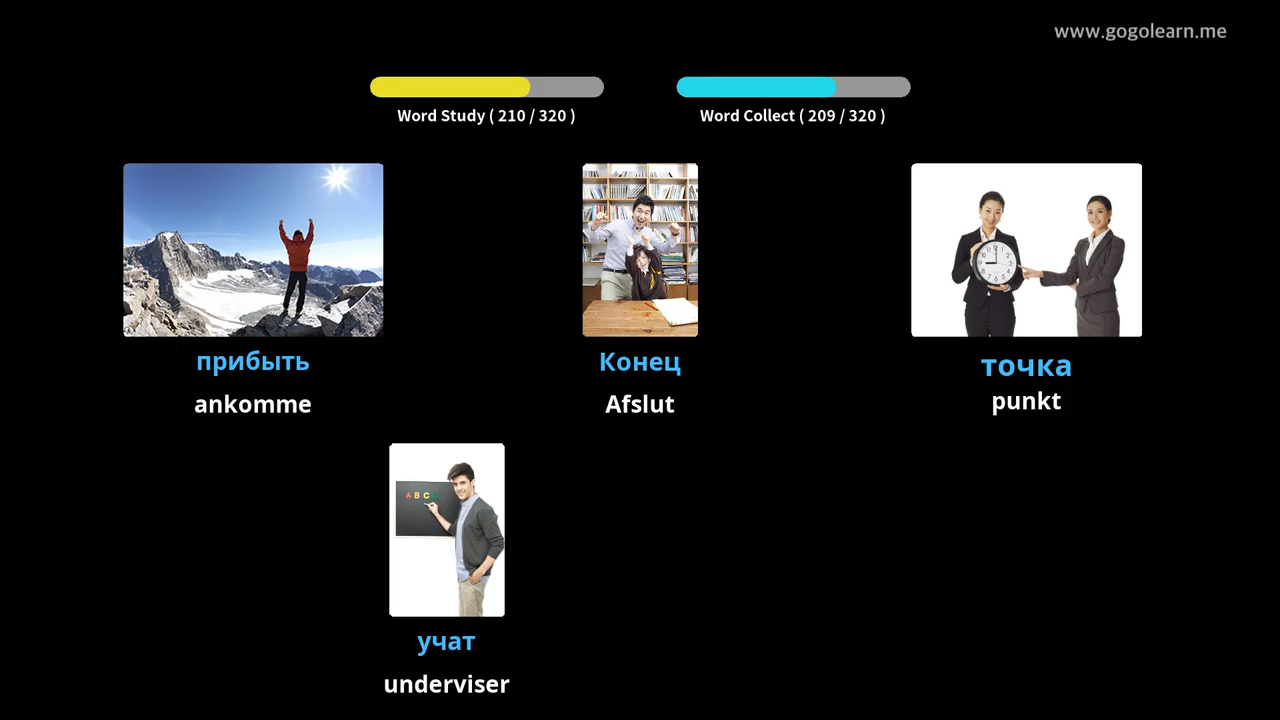 www.gogolearn.me
Word Study ( 210 / 320 )
Word Collect ( 209 / 320 )
прибыть
Конец
точка
ankomme
Afslut
punkt
A B C
учат
underviser